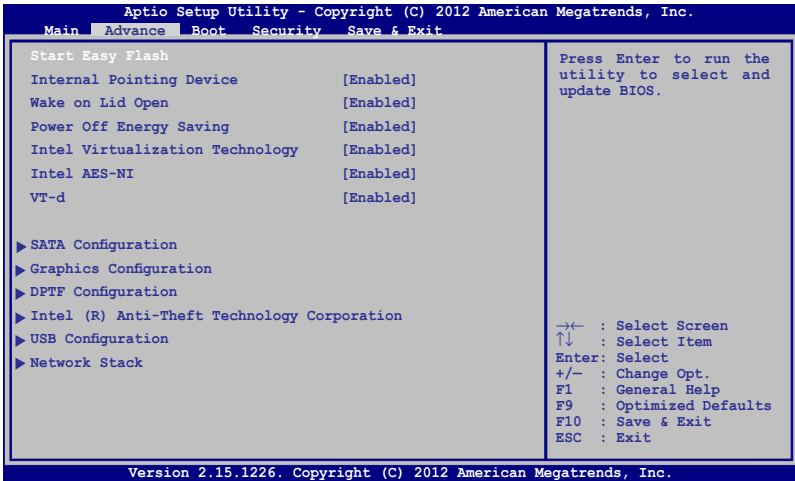 Aptio Setup Utility - Copyright (C) 2012 American Megatrends, Inc.
Main Advance Boot Security Save & Exit
Start Easy Flash
Internal Pointing Device [Enabled]
Wake on Lid Open [Enabled]
Power Off Energy Saving [Enabled]
Intel Virtualization Technology [Enabled]
Intel AES-NI [Enabled]
VT-d [Enabled]
SATA Configuration
Graphics Configuration
DPTF Configuration
Intel (R) Anti-Theft Technology Corporation
USB Configuration
Network Stack
Press Enter to run the
utility to select and
update BIOS.
→← : Select Screen
↑↓ : Select Item
Enter: Select
+/— : Change Opt.
F1 : General Help
F9 : Optimized Defaults
F10 : Save & Exit
ESC : Exit
Version 2.15.1226. Copyright (C) 2012 American Megatrends, Inc.